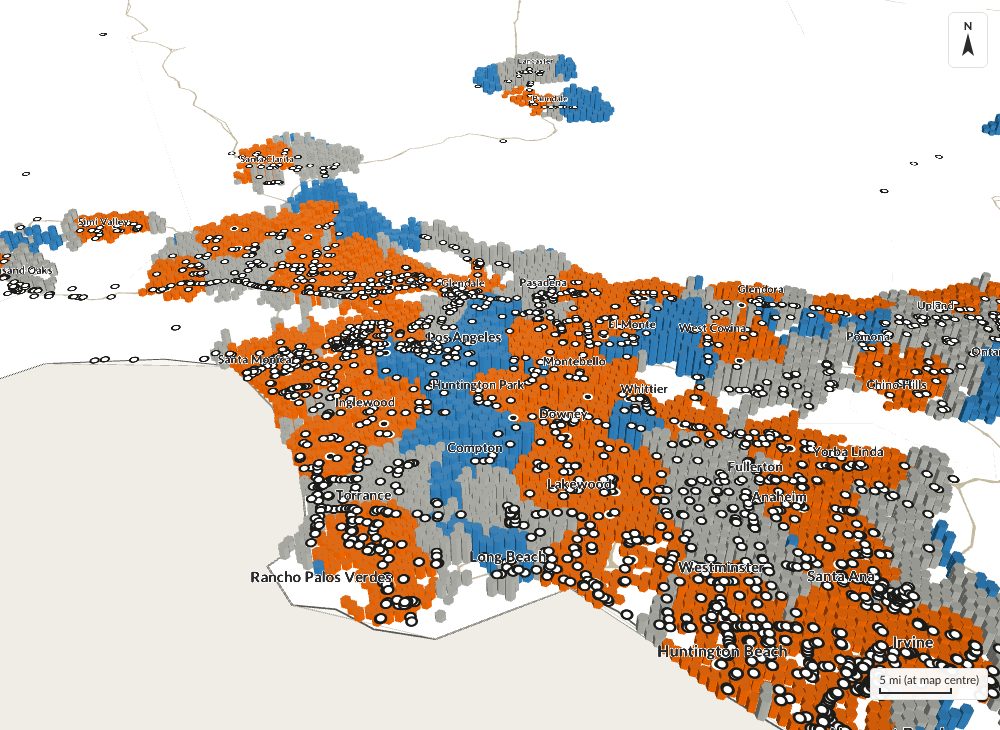 N
Lancaster
Palmdale
Santa Clarita
Simi Valley
sand Oaks
Glendale
Pasadena
Glendora
Upland
Los Angeles
El Monte
West Covina
Pomona
Ontar
Santa Monica
Montebello
Huntington Park
Whittier
Chino Hills
Inglewood
Downey
Compton
Yorba Linda
Fullerton
Lakewood
Anaheim
Torrance
Long Beach
Westminster
Santa Ana
Rancho Palos Verdes
Huntington Beach
Irvine
5 mi (at map centre)